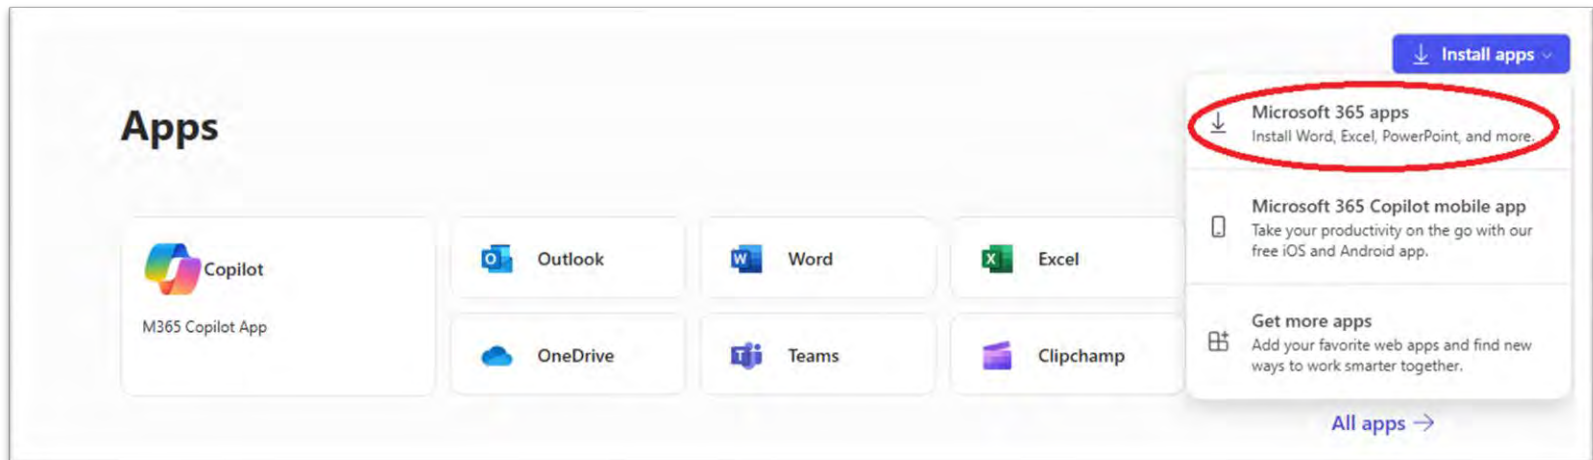 Install apps
Apps
Microsoft 365 apps
Install Word, Excel, PowerPoint, and more.
Microsoft 365 Copilot mobile app
Take your productivity on the go with our
free iOS and Android app.
Get more apps
Add your favorite web apps and find new
ways to work smarter together.
Copilot
M365 Copilot App
Outlook
Word
Excel
OneDrive
Teams
Clipchamp
All apps →